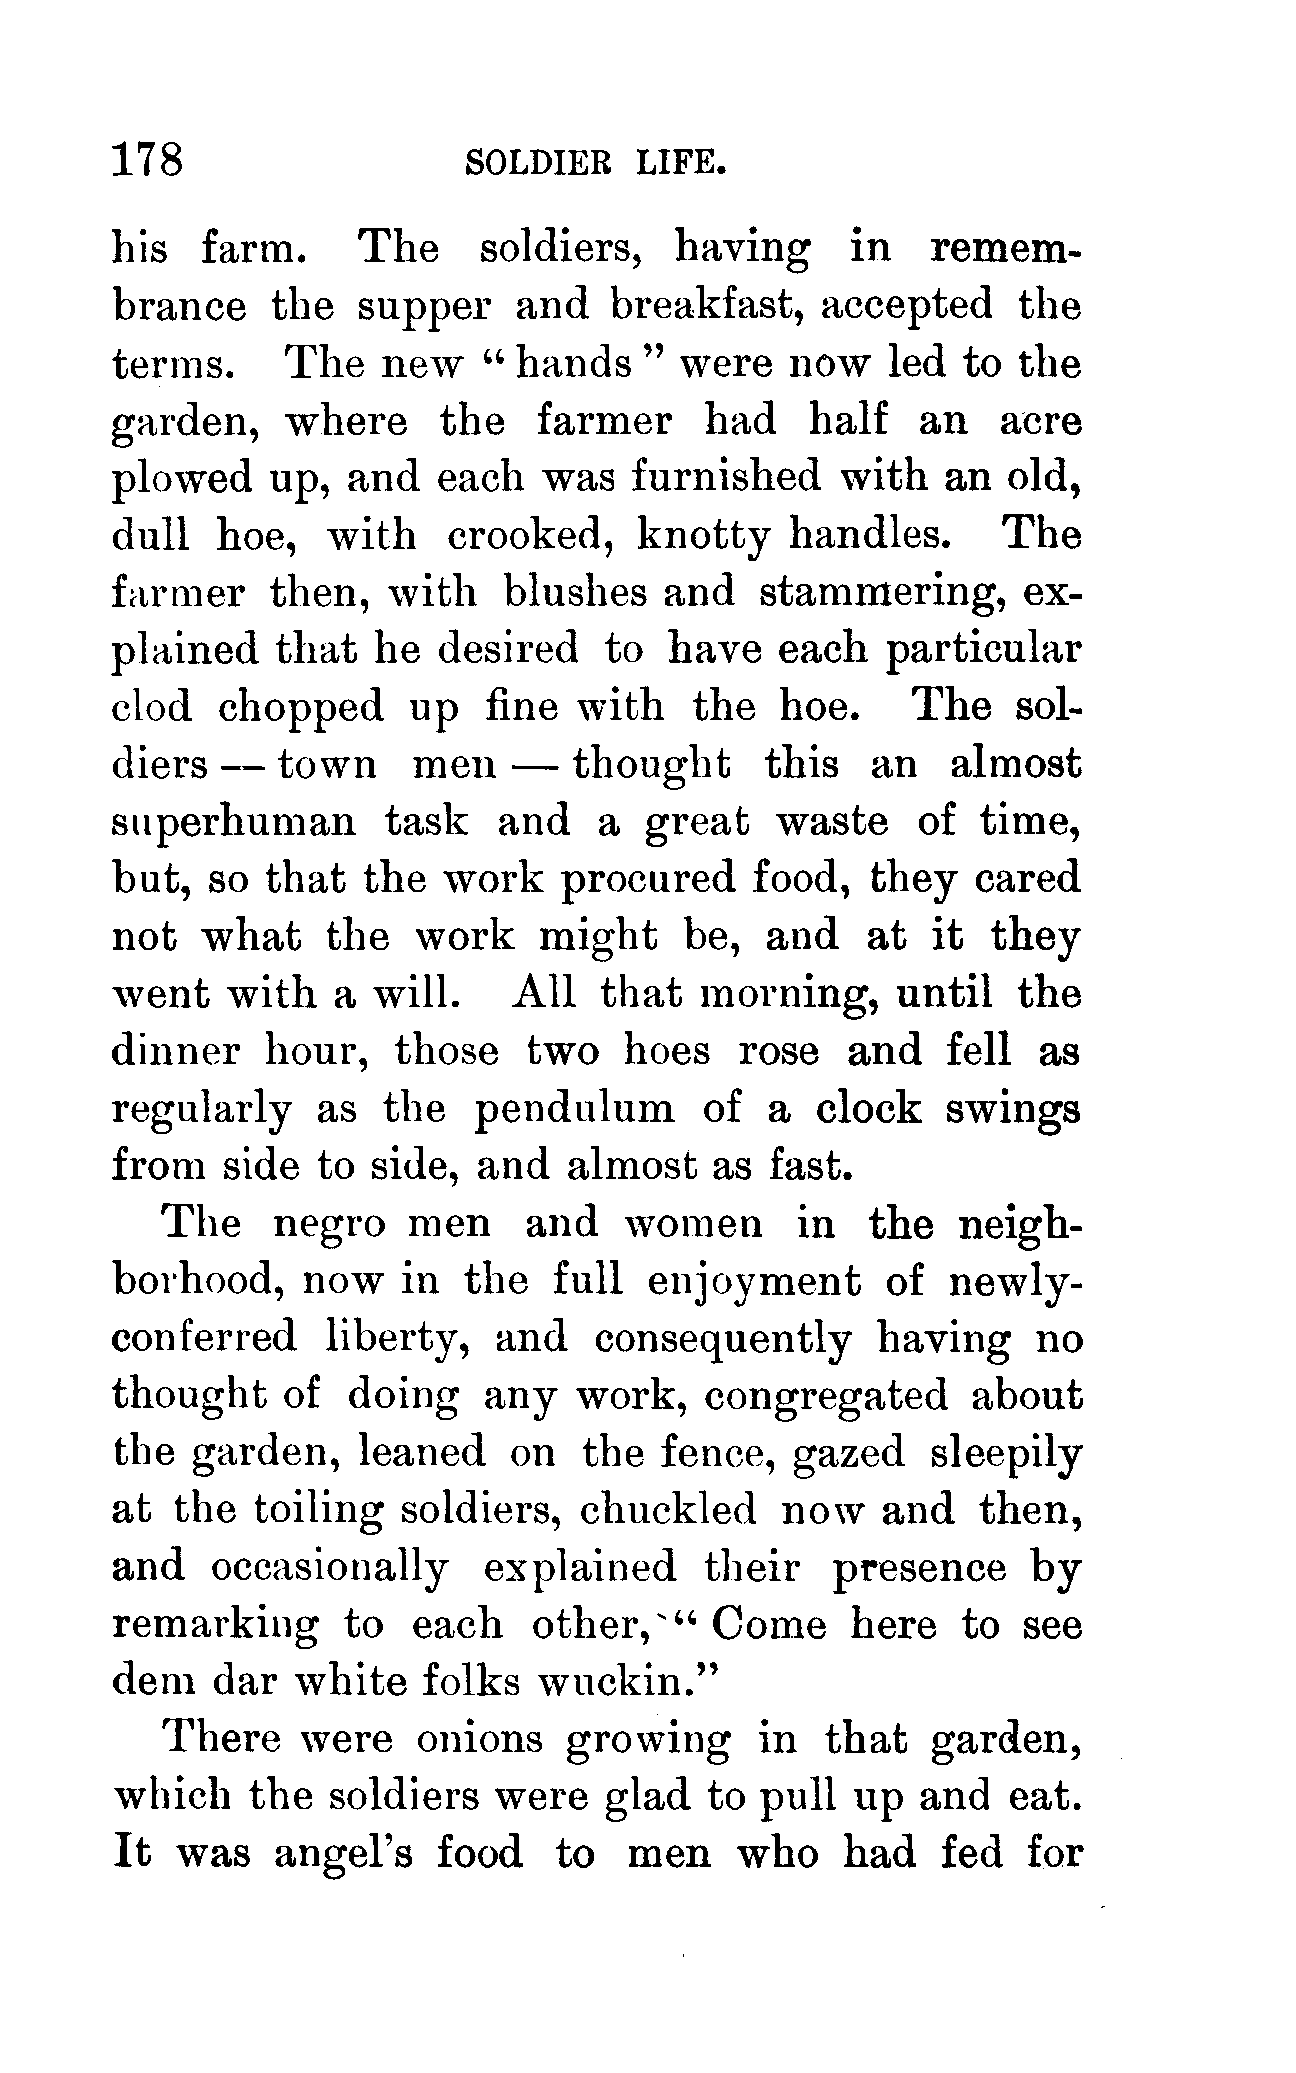 178 SOLDIER LIFE.
his farm. The soldiers, having in remem-
brance the supper and breakfast, accepted the
terms. The new " hands " were now led to the
garden, where the farmer had half an acre
plowed up, and each was furnished with an old,
dull hoe, with crooked, knotty handles. The
farmer then, with blushes and stammering, ex-
plained that he desired to have each particular
clod chopped up fine with the hoe. The sol-
diers — town men — thought this an almost
superhuman task and a great waste of time,
but, so that the work procured food, they cared
not what the work might be, and at it they
went with a will. All that morning, until the
dinner hour, those two hoes rose and fell as
regularly as the pendulum of a clock swings
from side to side, and almost as fast.
The negro men and women in the neigh-
borhood, now in the full enjoyment of newly-
conferred liberty, and consequently having no
thought of doing any work, congregated about
the garden, leaned on the fence, gazed sleepily
at the toiling soldiers, chuckled now and then,
and occasionally explained their presence by
remarking to each other, " Come here to see
dem dar white folks wuckin."
There were onions growing in that garden,
which the soldiers were glad to pull up and eat.
It was angel's food to men who had fed for